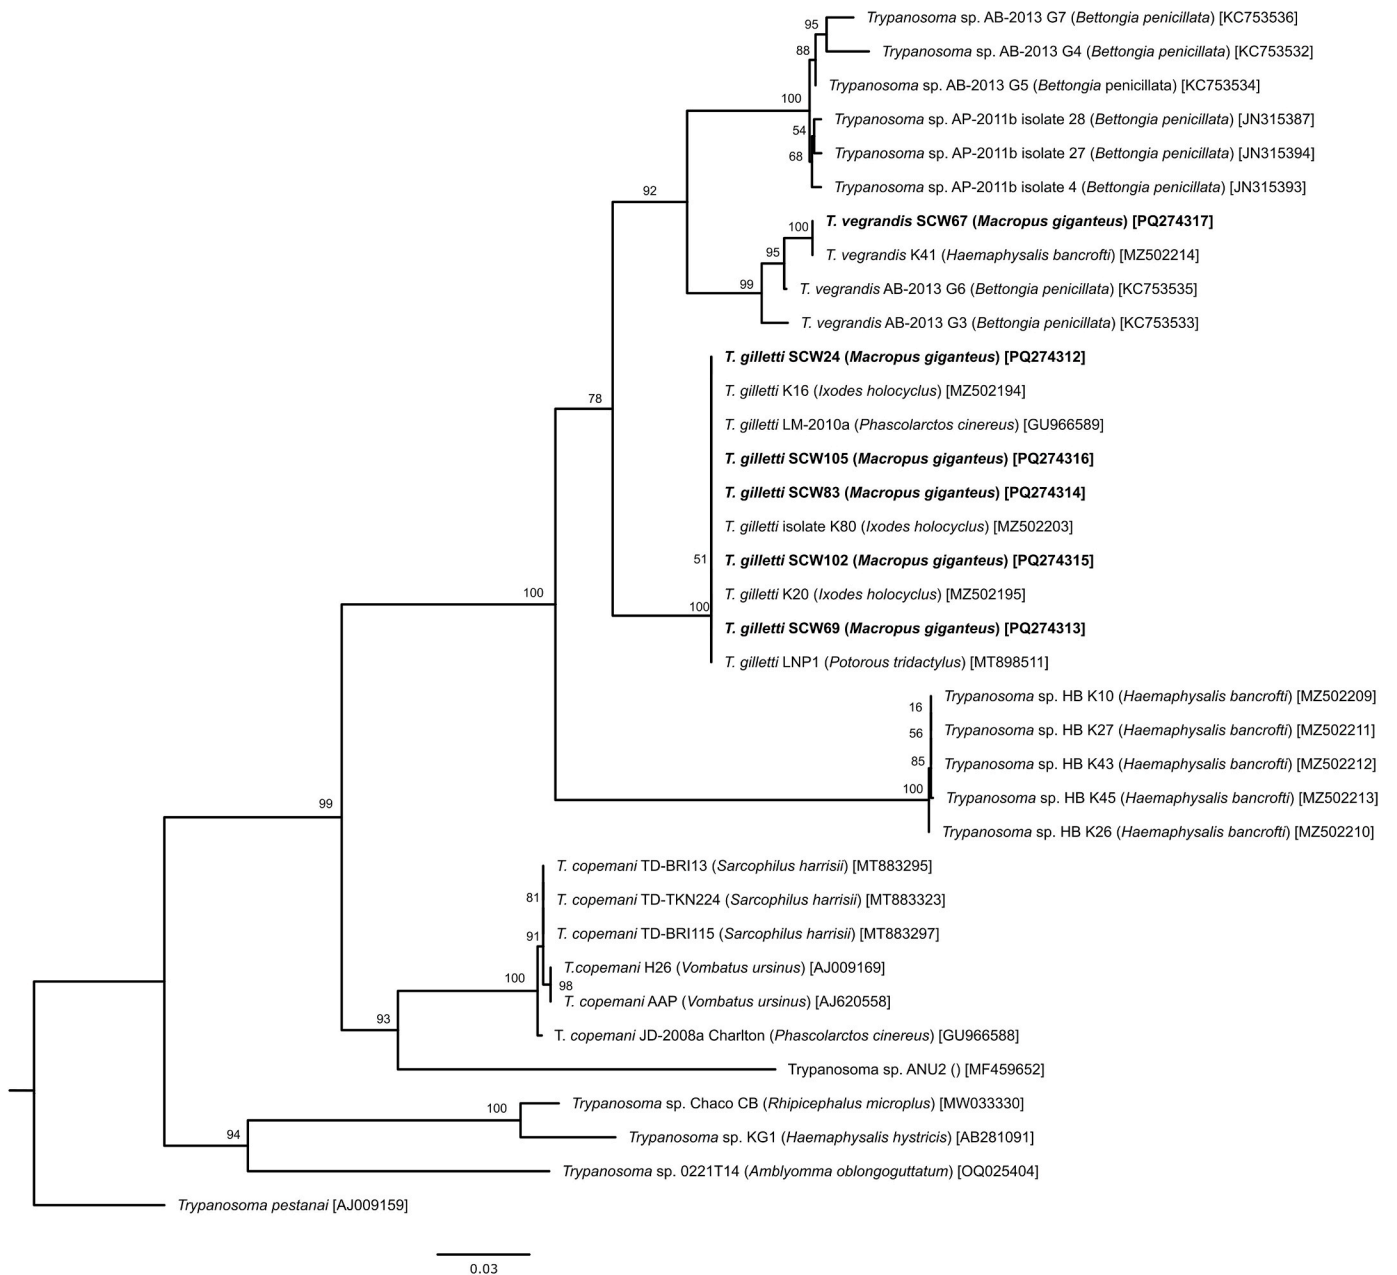 95
Trypanosoma sp. AB-2013 G7 (Bettongia penicillata) [KC753536]
88
Trypanosoma sp. AB-2013 G4 (Bettongia penicillata) [KC753532]
Trypanosoma sp. AB-2013 G5 (Bettongia penicillata) [KC753534]
100
Trypanosoma sp. AP-2011b isolate 28 (Bettongia penicillata) [JN315387]
54
Trypanosoma sp. AP-2011b isolate 27 (Bettongia penicillata) [JN315394]
68
Trypanosoma sp. AP-2011b isolate 4 (Bettongia penicillata) [JN315393]
92
T. vegrandis SCW67 (Macropus giganteus) [PQ274317]
100
T. vegrandis K41 (Haemaphysalis bancrofti) [MZ502214]
95
T. vegrandis AB-2013 G6 (Bettongia penicillata) [KC753535]
99
T. vegrandis AB-2013 G3 (Bettongia penicillata) [KC753533]
T. gilletti SCW24 (Macropus giganteus) [PQ274312]
T. gilletti K16 (Ixodes holocyclus) [MZ502194]
78
T. gilletti LM-2010a (Phascolarctos cinereus) [GU966589]
T. gilletti SCW105 (Macropus giganteus) [PQ274316]
T. gilletti SCW83 (Macropus giganteus) [PQ274314]
T. gilletti isolate K80 (Ixodes holocyclus) [MZ502203]
51
T. gilletti SCW102 (Macropus giganteus) [PQ274315]
100
T. gilletti K20 (Ixodes holocyclus) [MZ502195]
100
T. gilletti SCW69 (Macropus giganteus) [PQ274313]
T. gilletti LNP1 (Potorous tridactylus) [MT898511]
Trypanosoma sp. HB K10 (Haemaphysalis bancrofti) [MZ502209]
16
Trypanosoma sp. HB K27 (Haemaphysalis bancrofti) [MZ502211]
56
Trypanosoma sp. HB K43 (Haemaphysalis bancrofti) [MZ502212]
85
Trypanosoma sp. HB K45 (Haemaphysalis bancrofti) [MZ502213]
100
Trypanosoma sp. HB K26 (Haemaphysalis bancrofti) [MZ502210]
99
T. copemani TD-BRI13 (Sarcophilus harrisii) [MT883295]
81
T. copemani TD-TKN224 (Sarcophilus harrisii) [MT883323]
T. copemani TD-BRI115 (Sarcophilus harrisii) [MT883297]
91
T.copemani H26 (Vombatus ursinus) [AJ009169]
100
98
T. copemani AAP (Vombatus ursinus) [AJ620558]
93
T. copemani JD-2008a Charlton (Phascolarctos cinereus) [GU966588]
Trypanosoma sp. ANU2 () [MF459652]
100
Trypanosoma sp. Chaco CB (Rhipicephalus microplus) [MW033330]
94
Trypanosoma sp. KG1 (Haemaphysalis hystricis) [AB281091]
Trypanosoma sp. 0221T14 (Amblyomma oblongoguttatum) [OQ025404]
Trypanosoma pestanai [AJ009159]
0.03